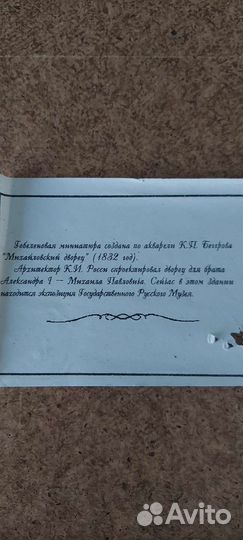 Гобеленовая миниатюра создана по акварели К.П. Беггрова
"Михайловский дворец" (1832 год).
Архитектор К.И. Росси спроектировал дворец для брата
Александра I — Михаила Павловича. Сейчас в этом здании
находится экспозиция Государственного Русского Музея.
Avito